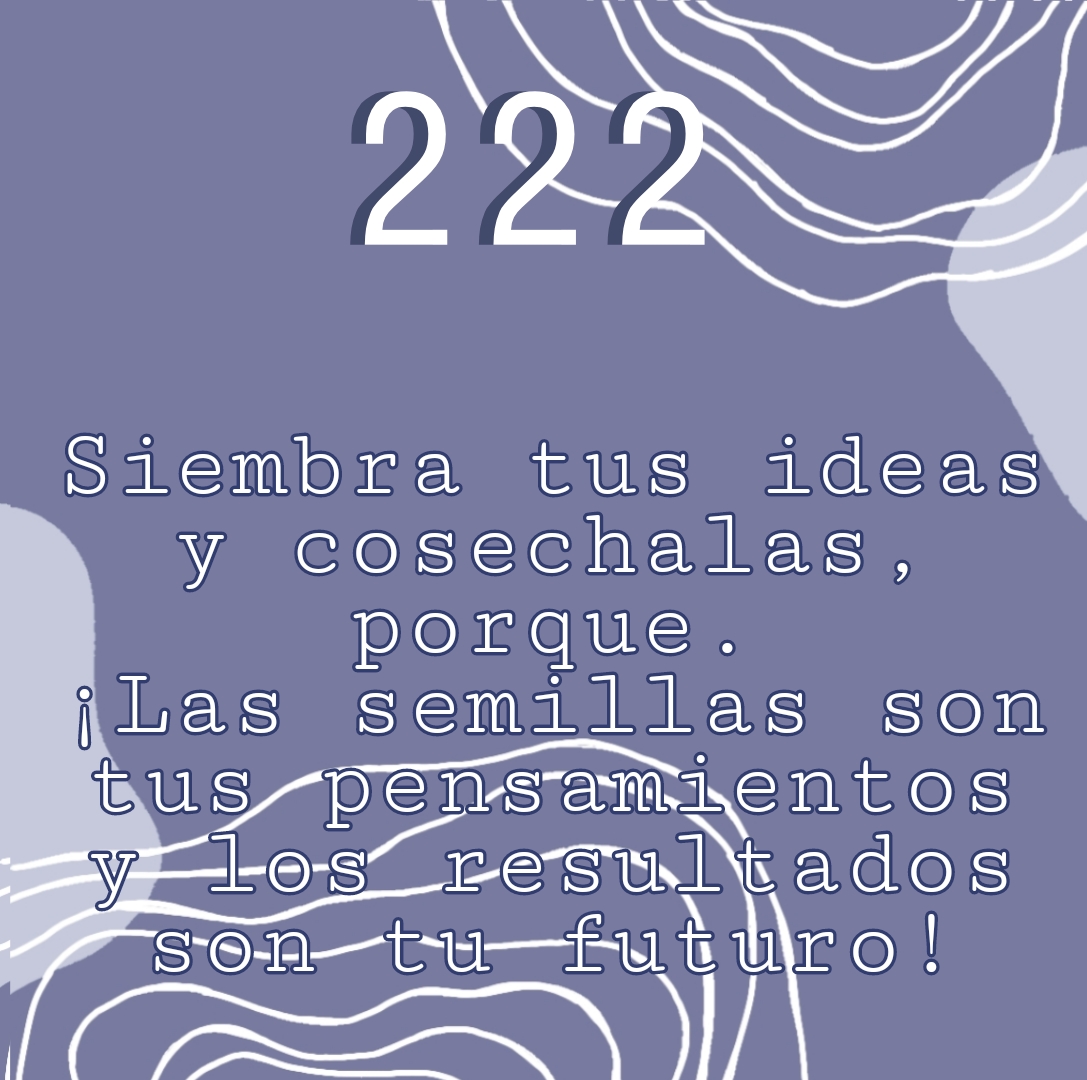 222
Siembra tus ideas
y cosechalas,
porque.
¡Las semillas son
tus pensamientos
y los resultados
son tu futuro!